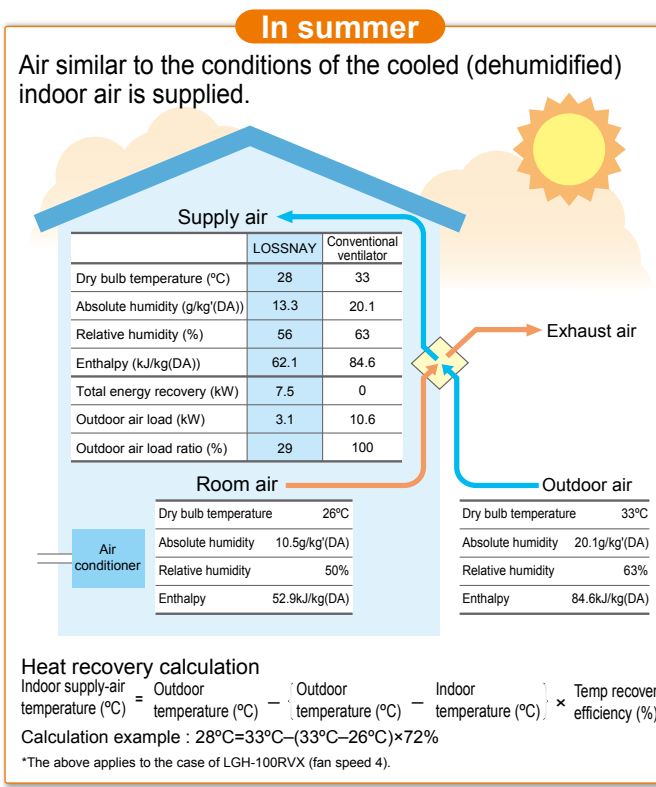 In summer
Air similar to the conditions of the cooled (dehumidified)
indoor air is supplied.
Supply air
LOSSNAY Conventional ventilator
Dry bulb temperature (ºC) 28 33
Absolute humidity (g/kg'(DA)) 13.3 20.1
Relative humidity (%) 56 63
Enthalpy (kJ/kg(DA)) 62.1 84.6
Total energy recovery (kW) 7.5 0
Outdoor air load (kW) 3.1 10.6
Outdoor air load ratio (%) 29 100
Exhaust air
Room air
Dry bulb temperature 26ºC
Absolute humidity 10.5g/kg'(DA)
Relative humidity 50%
Enthalpy 52.9kJ/kg(DA)
Air
conditioner
Outdoor air
Dry bulb temperature 33ºC
Absolute humidity 20.1g/kg'(DA)
Relative humidity 63%
Enthalpy 84.6kJ/kg(DA)
Heat recovery calculation
Indoor supply-air temperature (ºC) = Outdoor temperature (ºC) – { Outdoor temperature (ºC) – Indoor temperature (ºC) } × Temp recover efficiency (%)
Calculation example : 28ºC=33ºC–(33ºC–26ºC)×72%
*The above applies to the case of LGH-100RVX (fan speed 4).